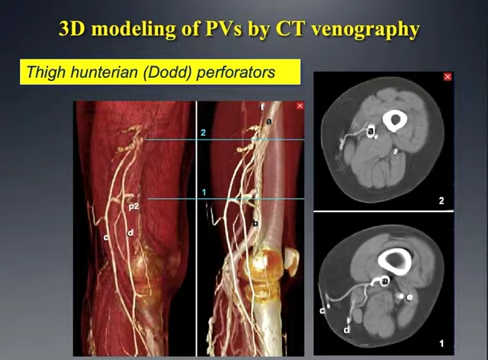 3D modeling of PVs by CT venography
Thigh hunterian (Dodd) perforators
f
a
2
1
p2
c
d
b
a
2
a
c
d
e
1